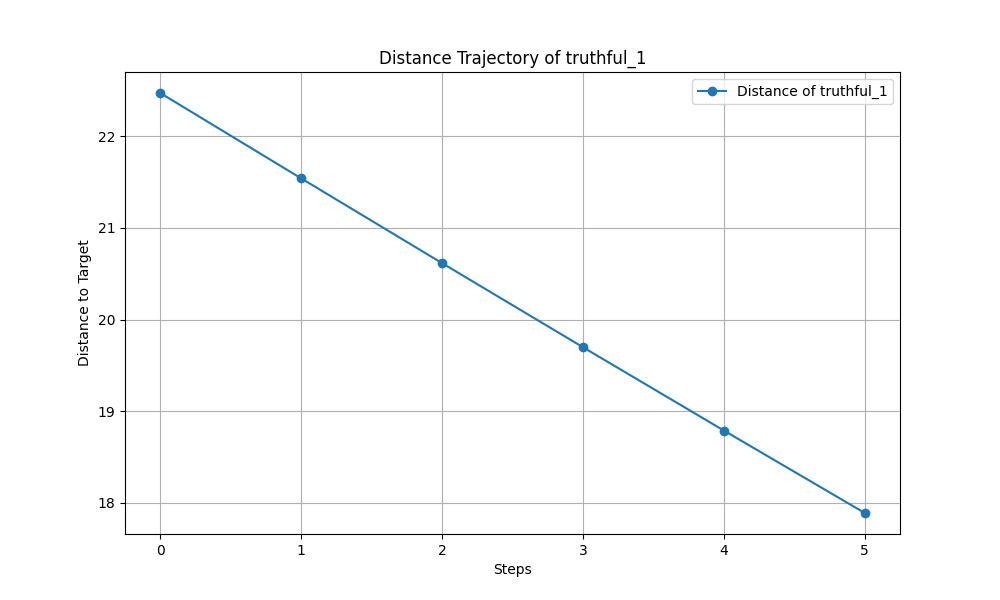 Distance Trajectory of truthful_1
Distance of truthful_1
Distance to Target
22
21
20
19
18
0 1 2 3 4 5
Steps